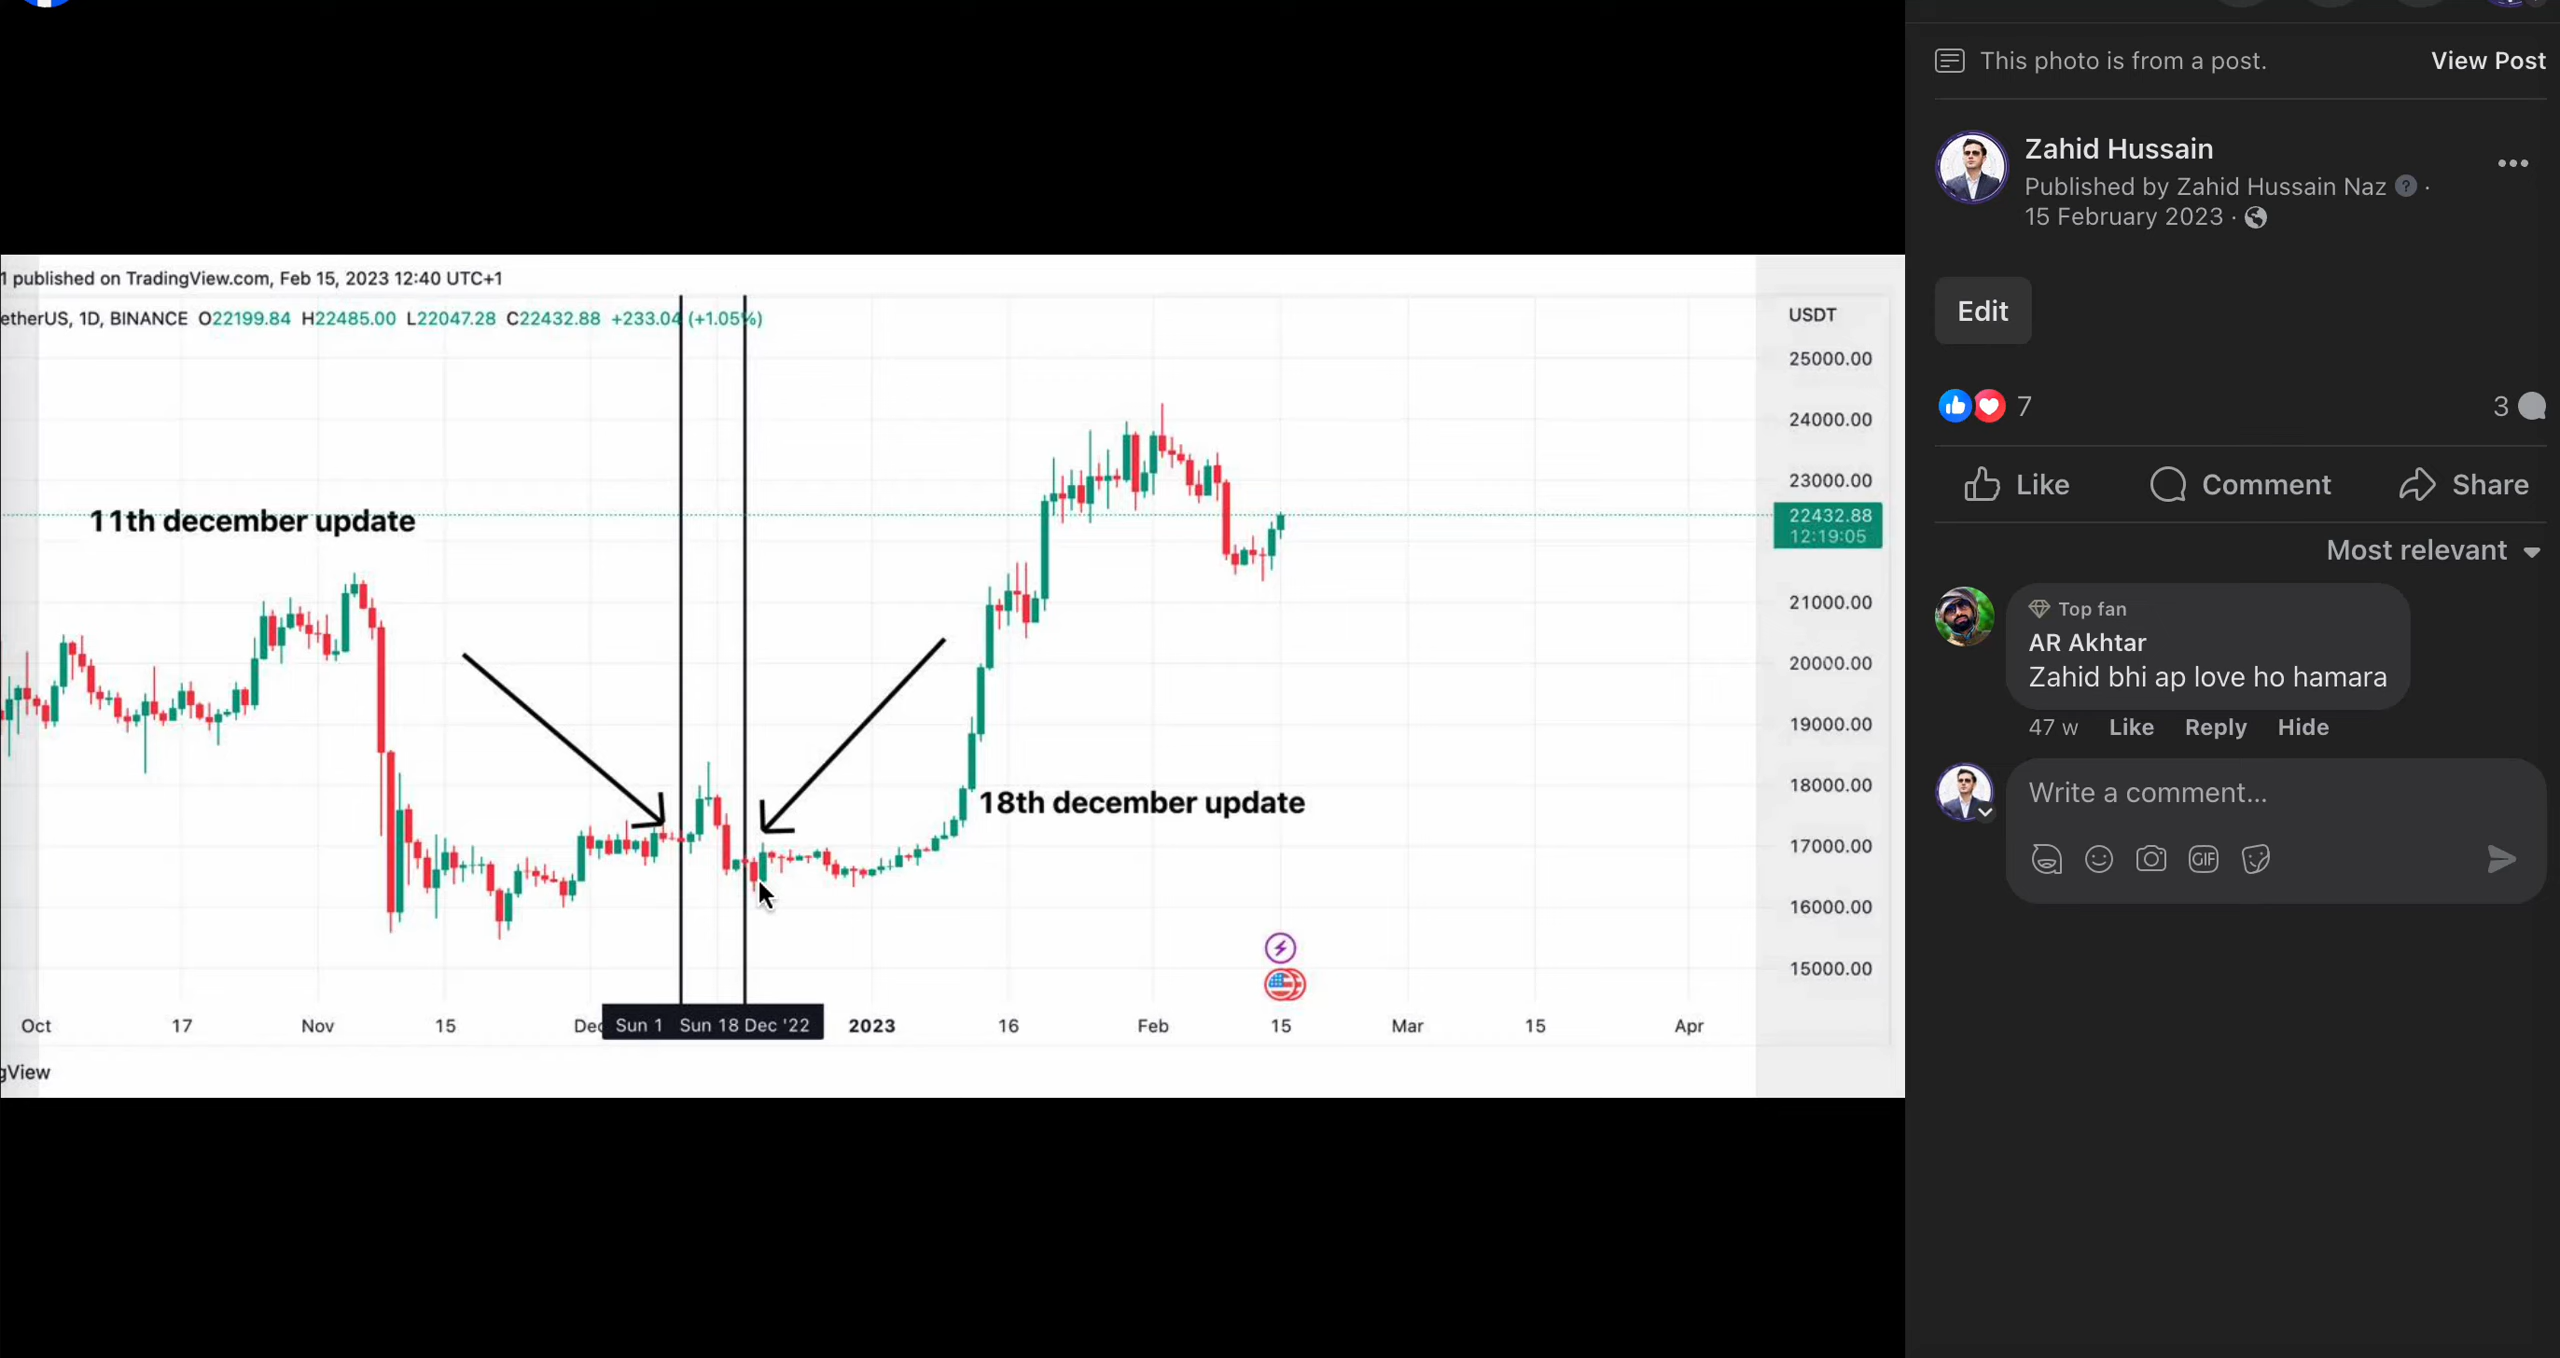 1 published on TradingView.com, Feb 15, 2023 12:40 UTC+1
etherUS, 1D, BINANCE O22199.84 H22485.00 L22047.28 C22432.88 +233.04 (+1.05%)
USDT
25000.00
24000.00
23000.00
22432.88
12:19:05
21000.00
20000.00
19000.00
18000.00
17000.00
16000.00
15000.00
11th december update
18th december update
Oct 17 Nov 15 Dec Sun 1 Sun 18 Dec '22 2023 16 Feb 15 Mar 15 Apr
gView
This photo is from a post. View Post
Zahid Hussain
Published by Zahid Hussain Naz ·
15 February 2023 ·
Edit
7 3
Like Comment Share
Most relevant
Top fan
AR Akhtar
Zahid bhi ap love ho hamara
47 w Like Reply Hide
Write a comment...
GIF